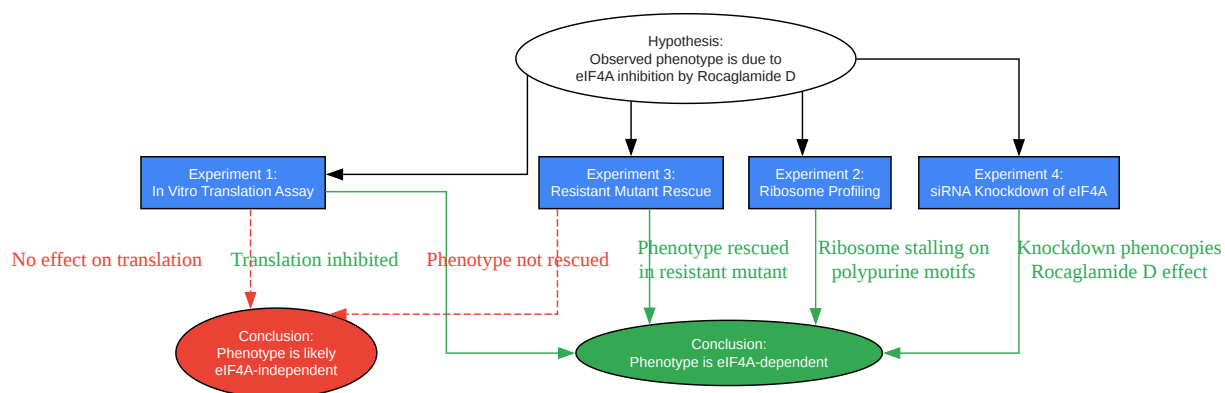 Hypothesis:
Observed phenotype is due to
eIF4A inhibition by Rocaglamide D
Experiment 1:
In Vitro Translation Assay
Experiment 3:
Resistant Mutant Rescue
Experiment 2:
Ribosome Profiling
Experiment 4:
siRNA Knockdown of eIF4A
No effect on translation
Translation inhibited
Phenotype not rescued
Phenotype rescued
in resistant mutant
Ribosome stalling on
polypurine motifs
Knockdown phenocopies
Rocaglamide D effect
Conclusion:
Phenotype is likely
eIF4A-independent
Conclusion:
Phenotype is eIF4A-dependent